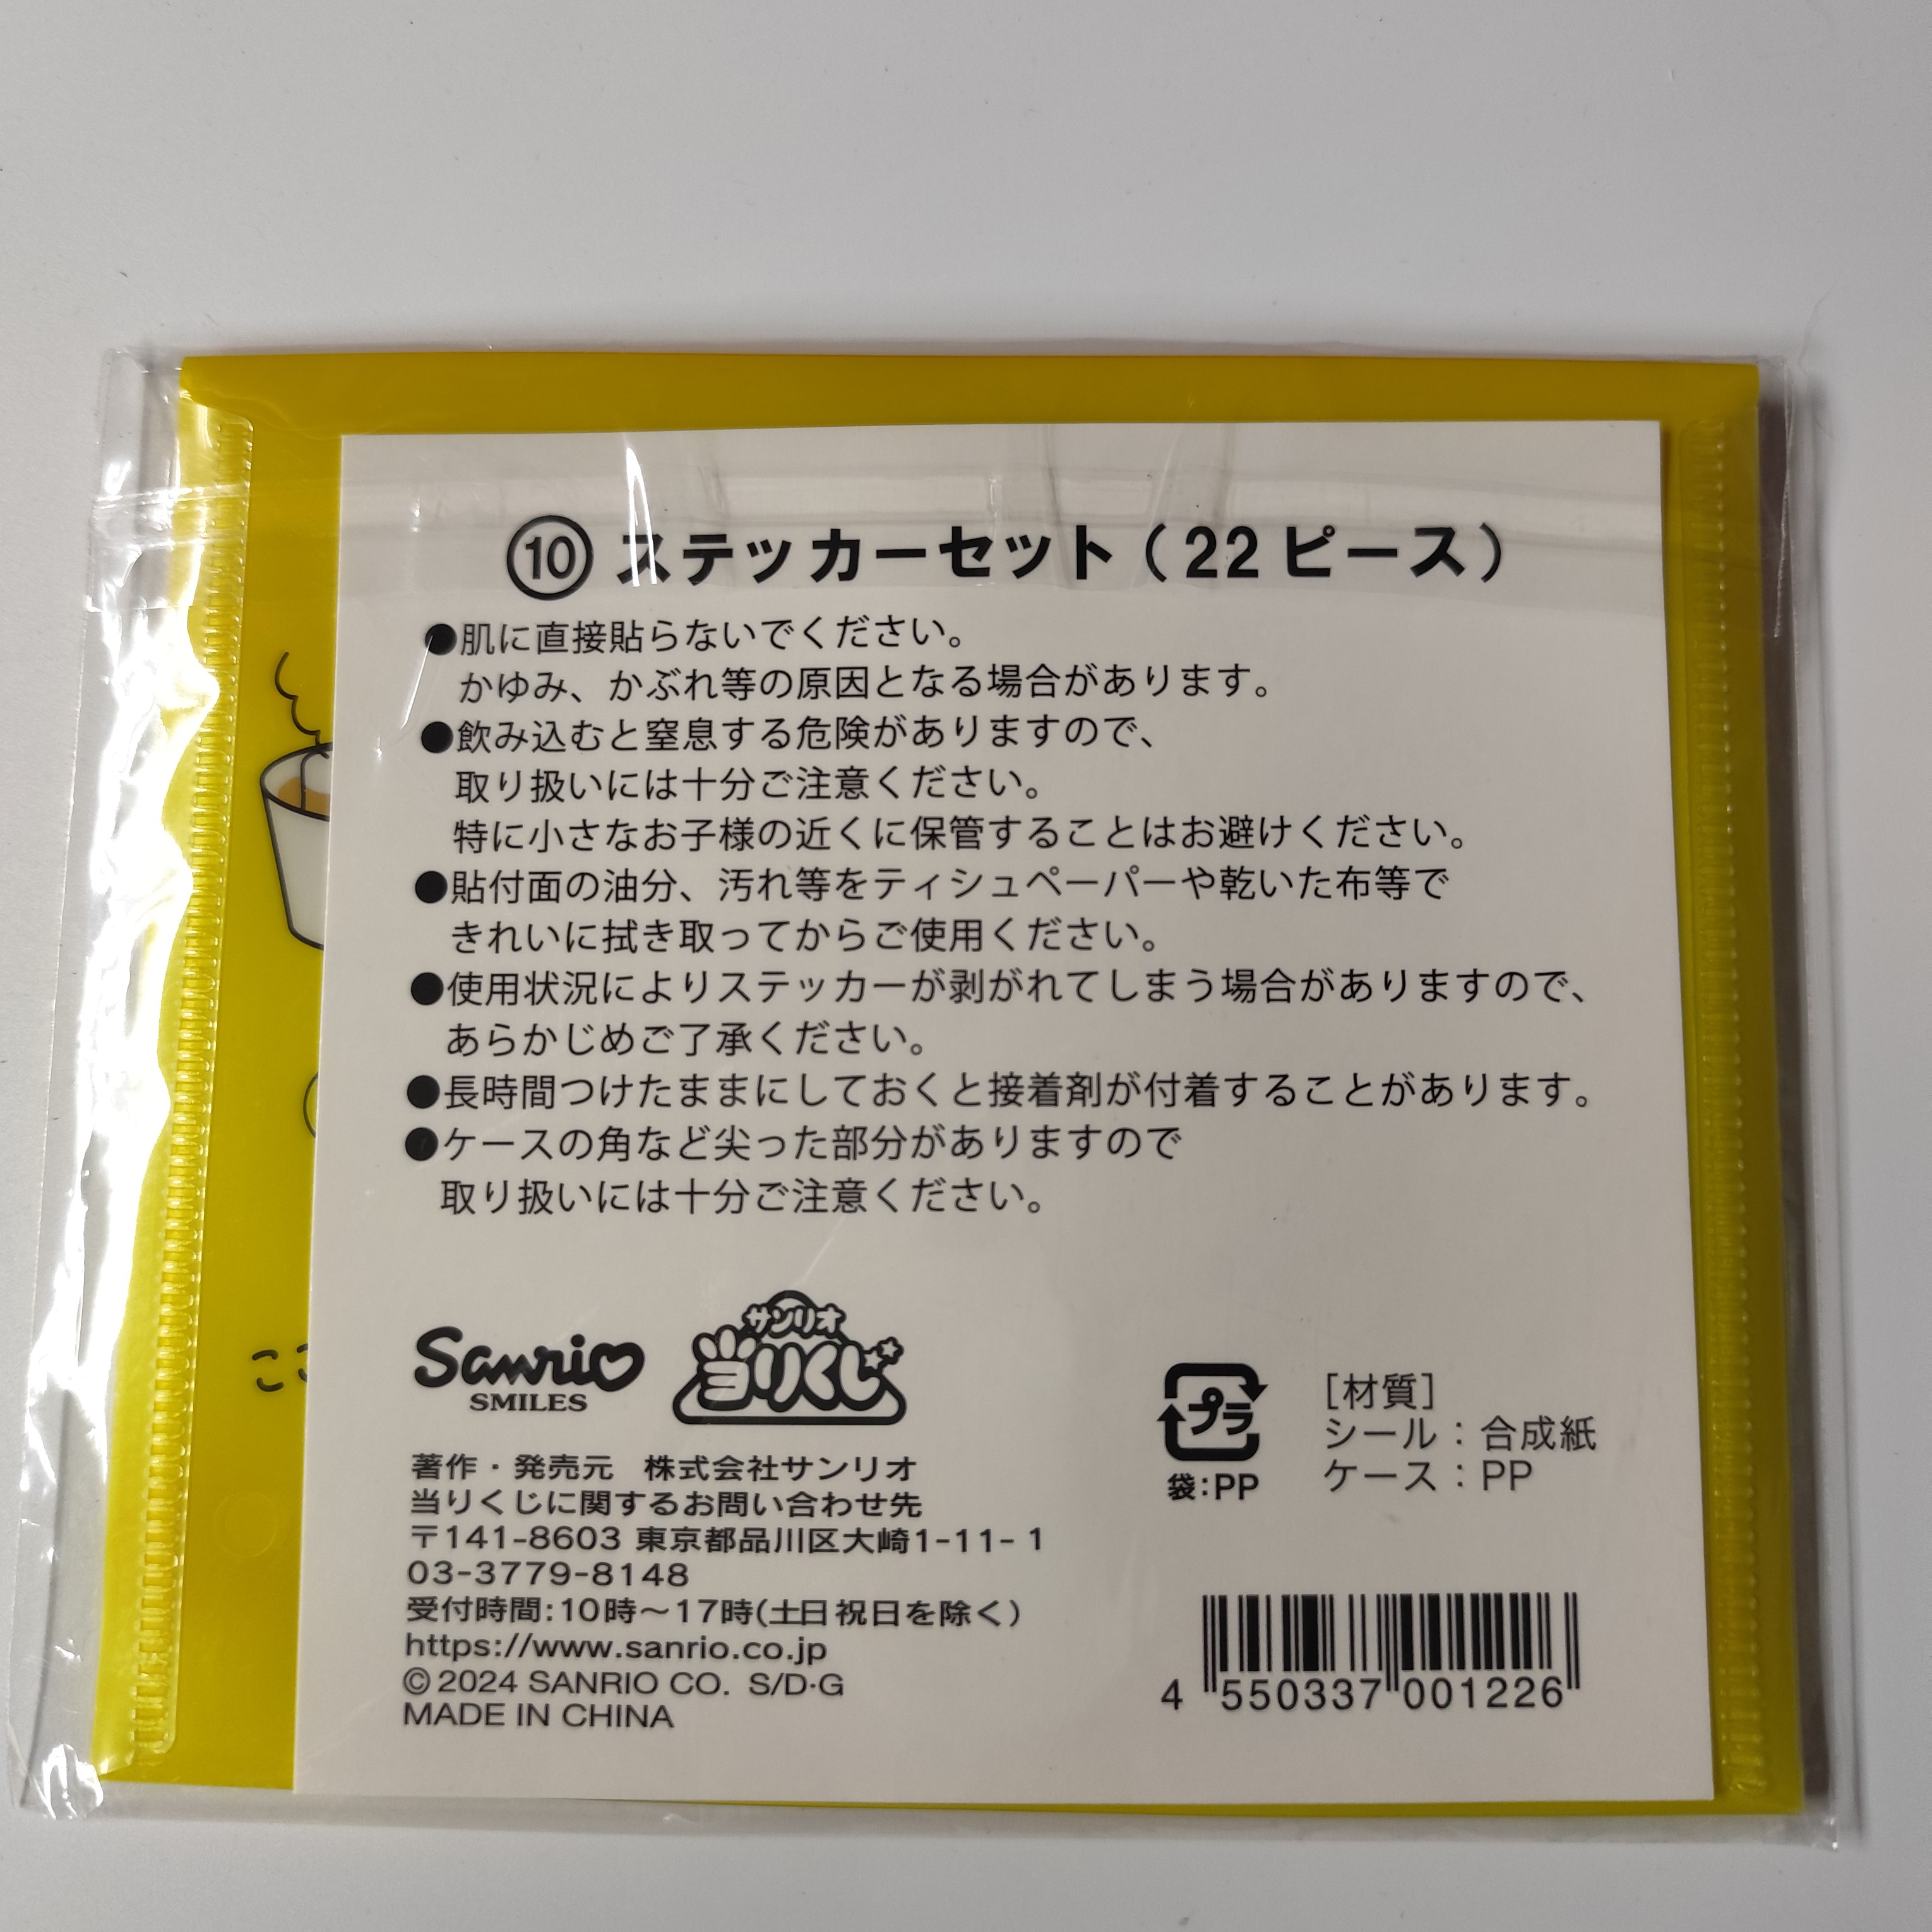 ⑩ ステッカーセット(22ピース)
●肌に直接貼らないでください。
かゆみ、かぶれ等の原因となる場合があります。
●飲み込むと窒息する危険がありますので、
取り扱いには十分ご注意ください。
特に小さなお子様の近くに保管することはお避けください。
●貼付面の油分、汚れ等をティシュペーパーや乾いた布等で
きれいに拭き取ってからご使用ください。
●使用状況によりステッカーが剥がれてしまう場合がありますので、
あらかじめご了承ください。
●長時間つけたままにしておくと接着剤が付着することがあります。
●ケースの角など尖った部分がありますので
取り扱いには十分ご注意ください。
Sanrio
SMILES
サンリオ
当りくじ
プラ
袋:PP
[材質]
シール:合成紙
ケース:PP
著作・発売元 株式会社サンリオ
当りくじに関するお問い合わせ先
〒141-8603 東京都品川区大崎1-11-1
03-3779-8148
受付時間:10時〜17時(土日祝日を除く)
https://www.sanrio.co.jp
© 2024 SANRIO CO. S/D·G
MADE IN CHINA
4 550337 001226